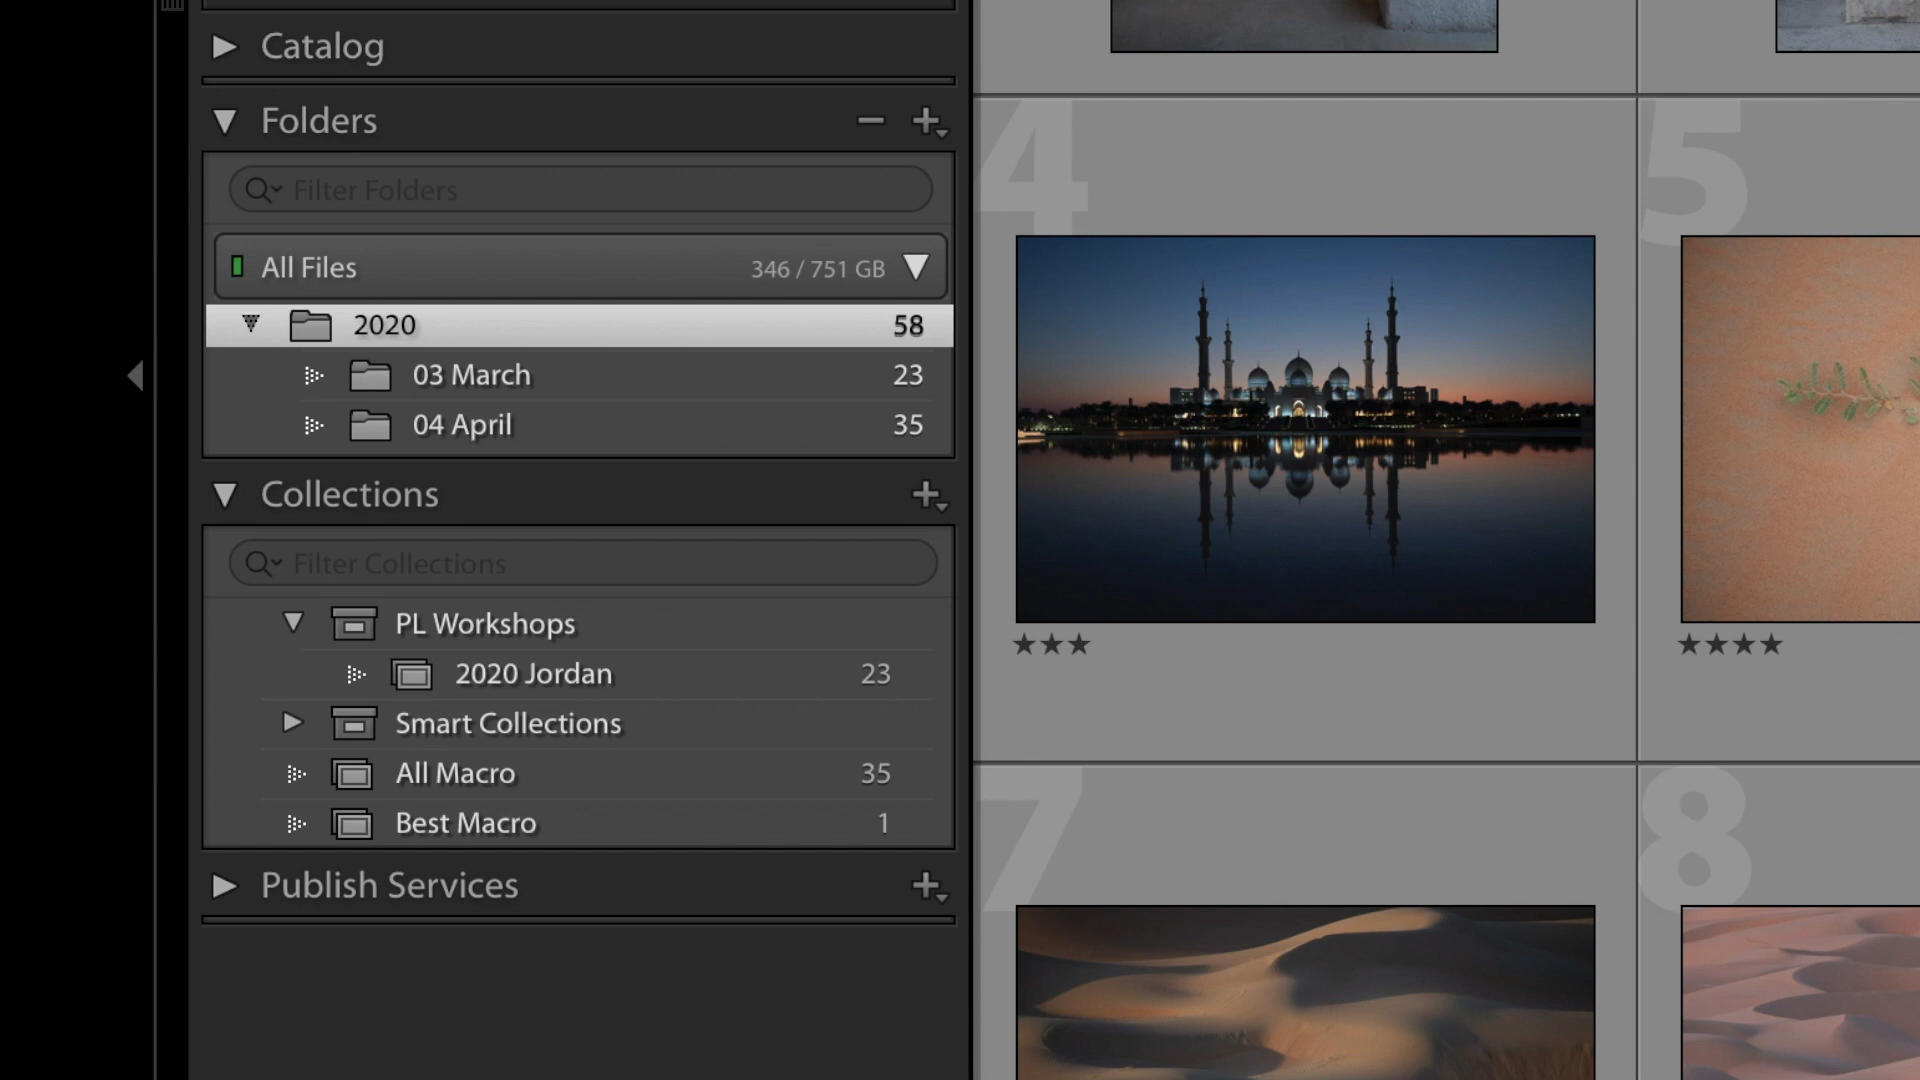 Catalog
Folders
Filter Folders
All Files 346 / 751 GB
2020 58
03 March 23
04 April 35
Collections
Filter Collections
PL Workshops
2020 Jordan 23
Smart Collections
All Macro 35
Best Macro 1
Publish Services
4
5
7
8